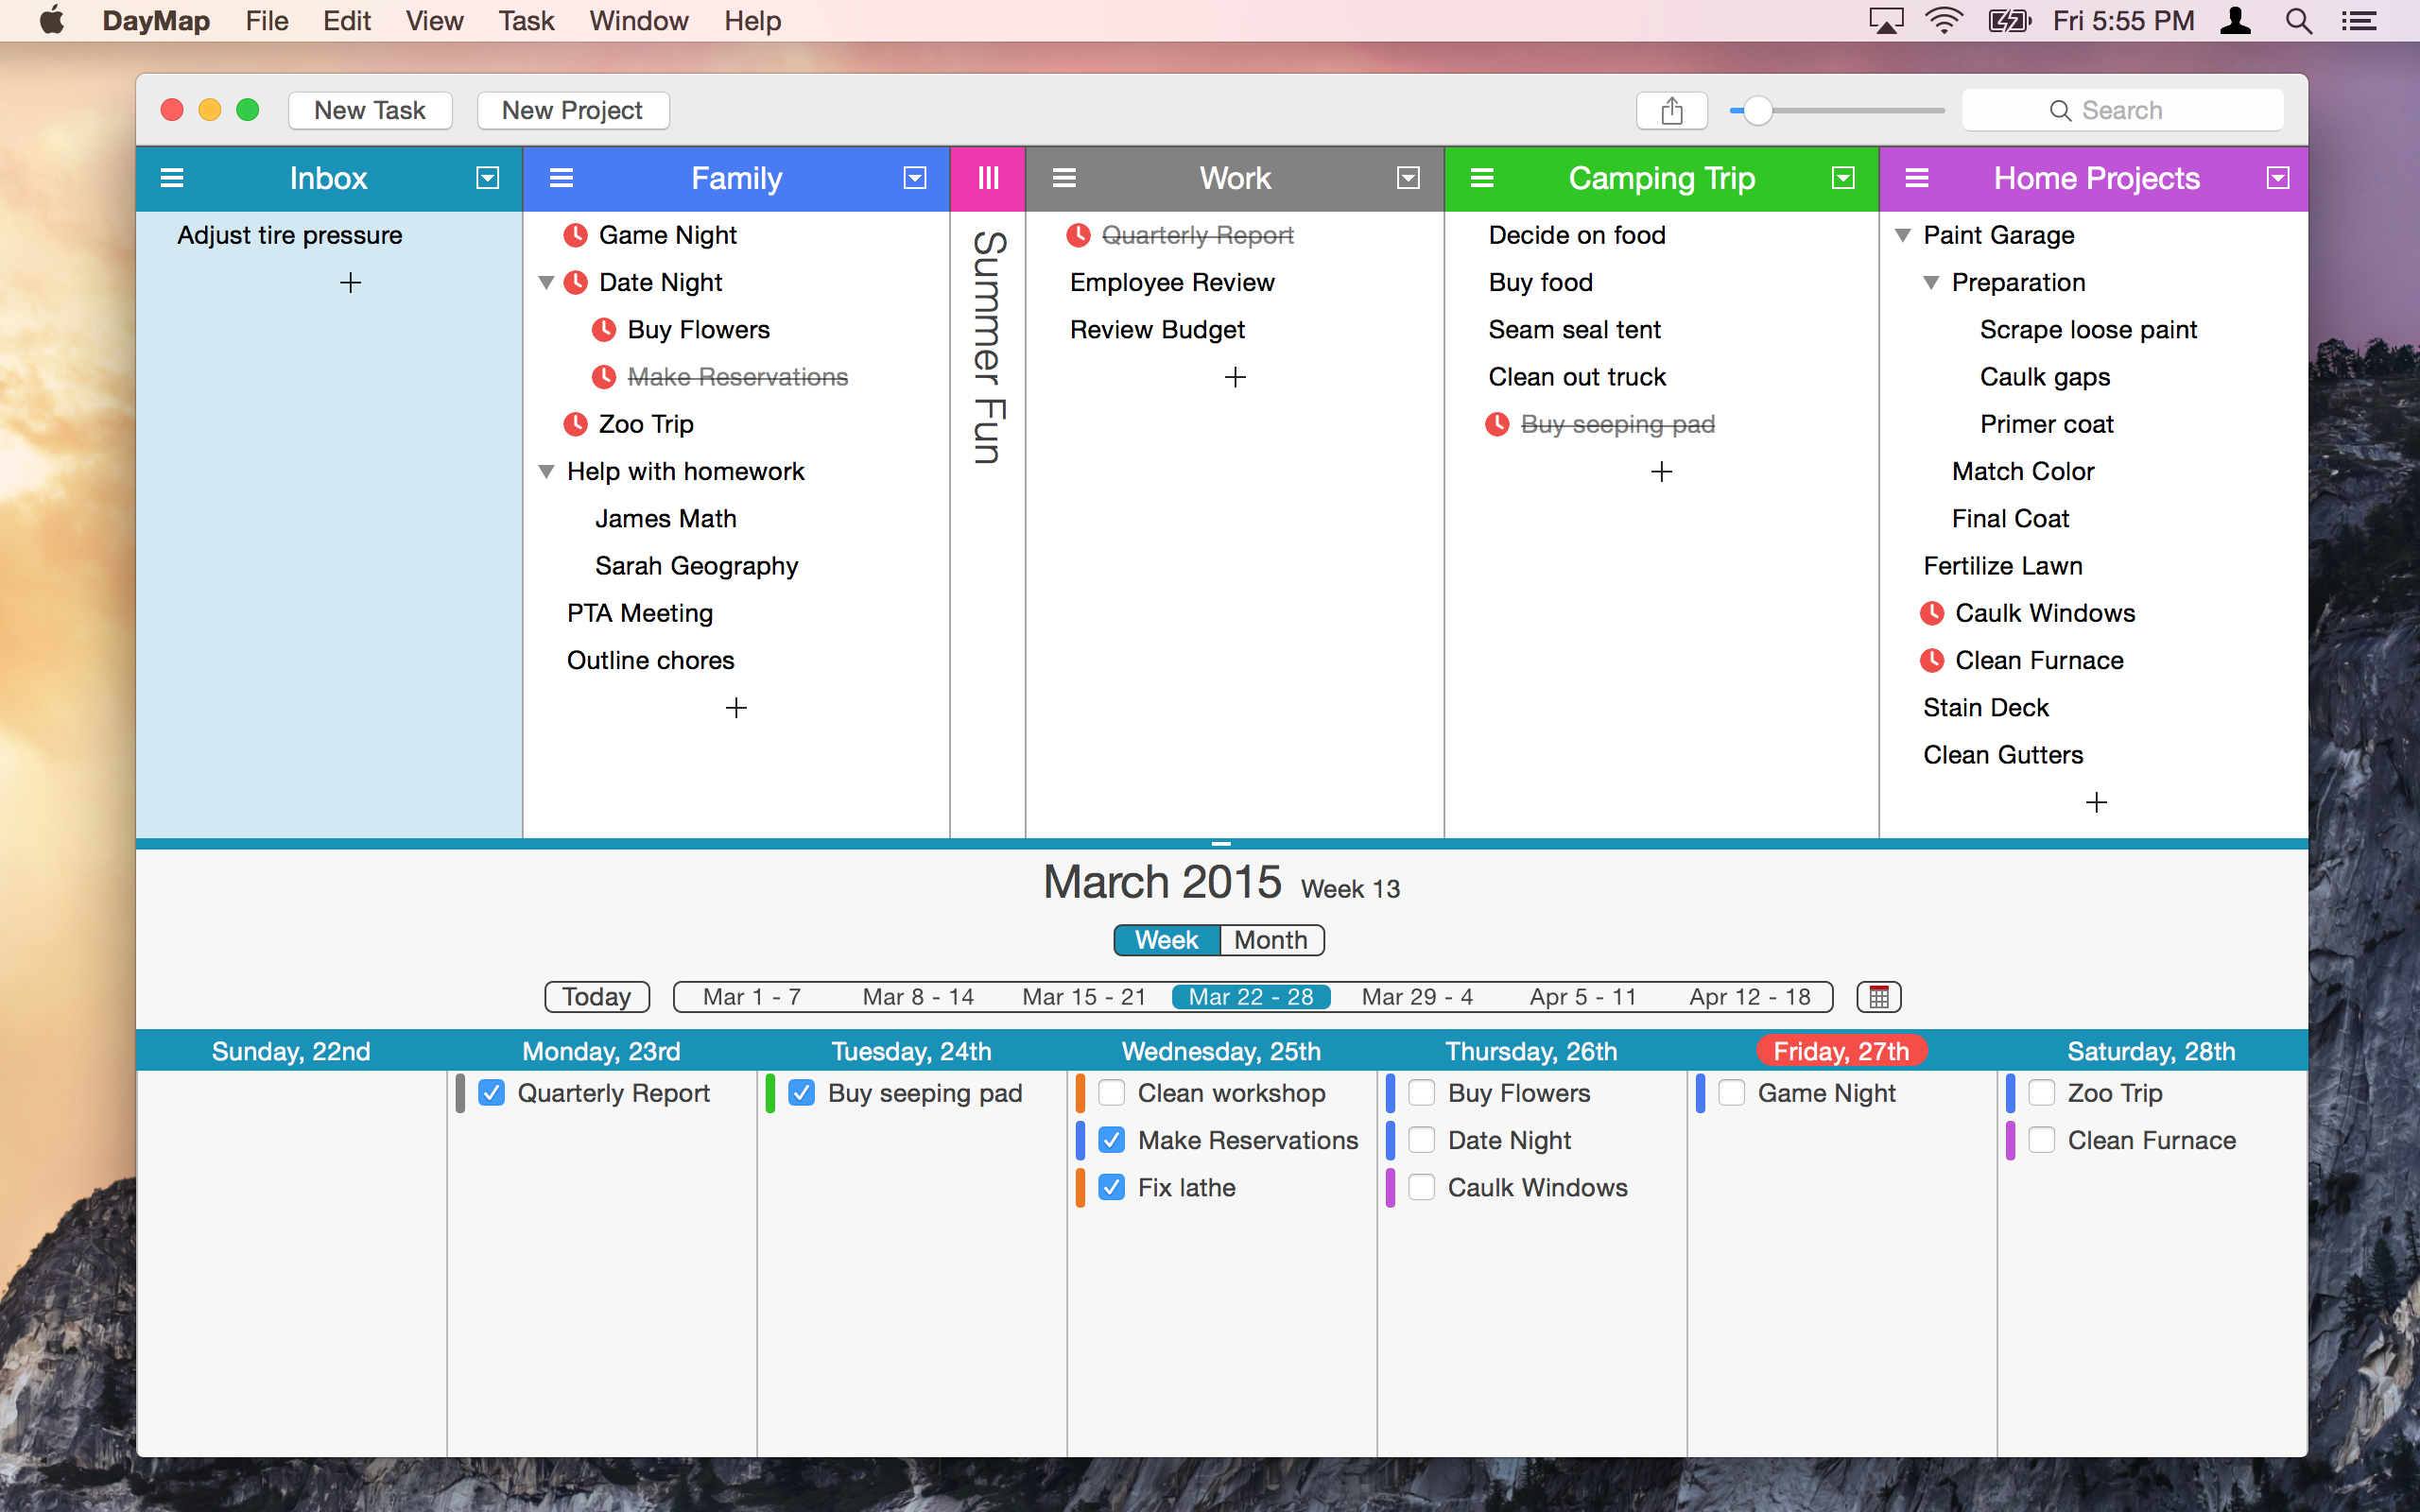 DayMap File Edit View Task Window Help Fri 5:55 PM
New Task New Project Search
Inbox
Adjust tire pressure
Family
Game Night
Date Night
Buy Flowers
Make Reservations
Zoo Trip
Help with homework
James Math
Sarah Geography
PTA Meeting
Outline chores
Summer Fun
Work
Quarterly Report
Employee Review
Review Budget
Camping Trip
Decide on food
Buy food
Seam seal tent
Clean out truck
Buy seeping pad
Home Projects
Paint Garage
Preparation
Scrape loose paint
Caulk gaps
Primer coat
Match Color
Final Coat
Fertilize Lawn
Caulk Windows
Clean Furnace
Stain Deck
Clean Gutters
March 2015 Week 13
Week Month
Today Mar 1 - 7 Mar 8 - 14 Mar 15 - 21 Mar 22 - 28 Mar 29 - 4 Apr 5 - 11 Apr 12 - 18
Sunday, 22nd
Monday, 23rd
Quarterly Report
Tuesday, 24th
Buy seeping pad
Wednesday, 25th
Clean workshop
Make Reservations
Fix lathe
Thursday, 26th
Buy Flowers
Date Night
Caulk Windows
Friday, 27th
Game Night
Saturday, 28th
Zoo Trip
Clean Furnace